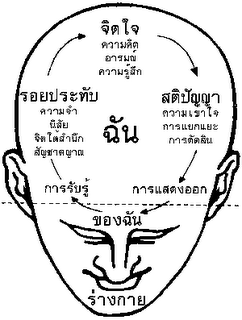 จิตใจ
ความคิด
อารมณ์
ความรู้สึก
รอยประทับ
ความจำ
นิสัย
จิตใต้สำนึก
สัญชาตญาณ
ฉัน
สติปัญญา
ความเข้าใจ
การแยกแยะ
การตัดสิน
การรับรู้
การแสดงออก
ของฉัน
ร่างกาย